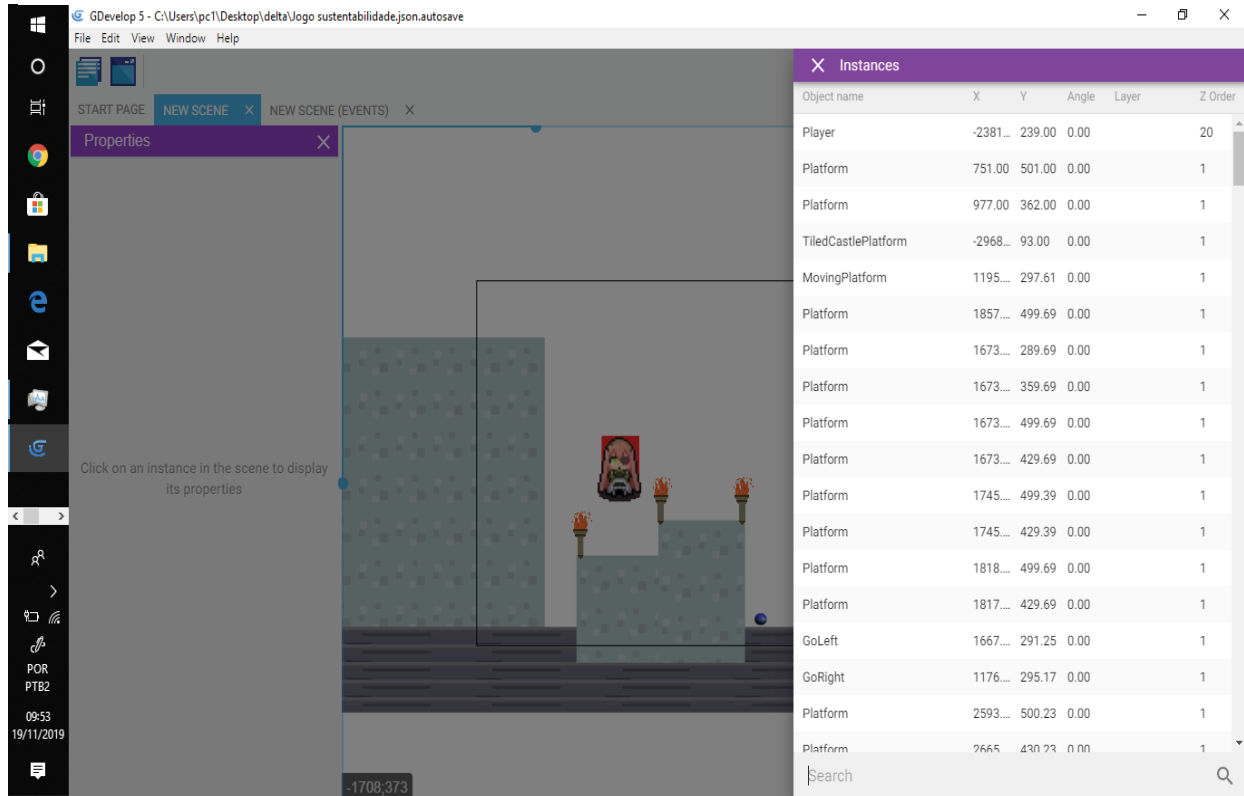 GDevelop 5 - C:\Users\pc1\Desktop\delta\Jogo sustentabilidade.json.autosave
File Edit View Window Help
START PAGE NEW SCENE NEW SCENE (EVENTS)
Properties
Click on an instance in the scene to display
its properties
-1708;373
Instances
Object name X Y Angle Layer Z Order
Player -2381... 239.00 0.00 20
Platform 751.00 501.00 0.00 1
Platform 977.00 362.00 0.00 1
TiledCastlePlatform -2968... 93.00 0.00 1
MovingPlatform 1195.... 297.61 0.00 1
Platform 1857.... 499.69 0.00 1
Platform 1673.... 289.69 0.00 1
Platform 1673.... 359.69 0.00 1
Platform 1673.... 499.69 0.00 1
Platform 1673.... 429.69 0.00 1
Platform 1745.... 499.39 0.00 1
Platform 1745.... 429.39 0.00 1
Platform 1818.... 499.69 0.00 1
Platform 1817.... 429.69 0.00 1
GoLeft 1667.... 291.25 0.00 1
GoRight 1176.... 295.17 0.00 1
Platform 2593.... 500.23 0.00 1
Platform 2665 430.23 0.00 1
Search
POR
PTB2
09:53
19/11/2019